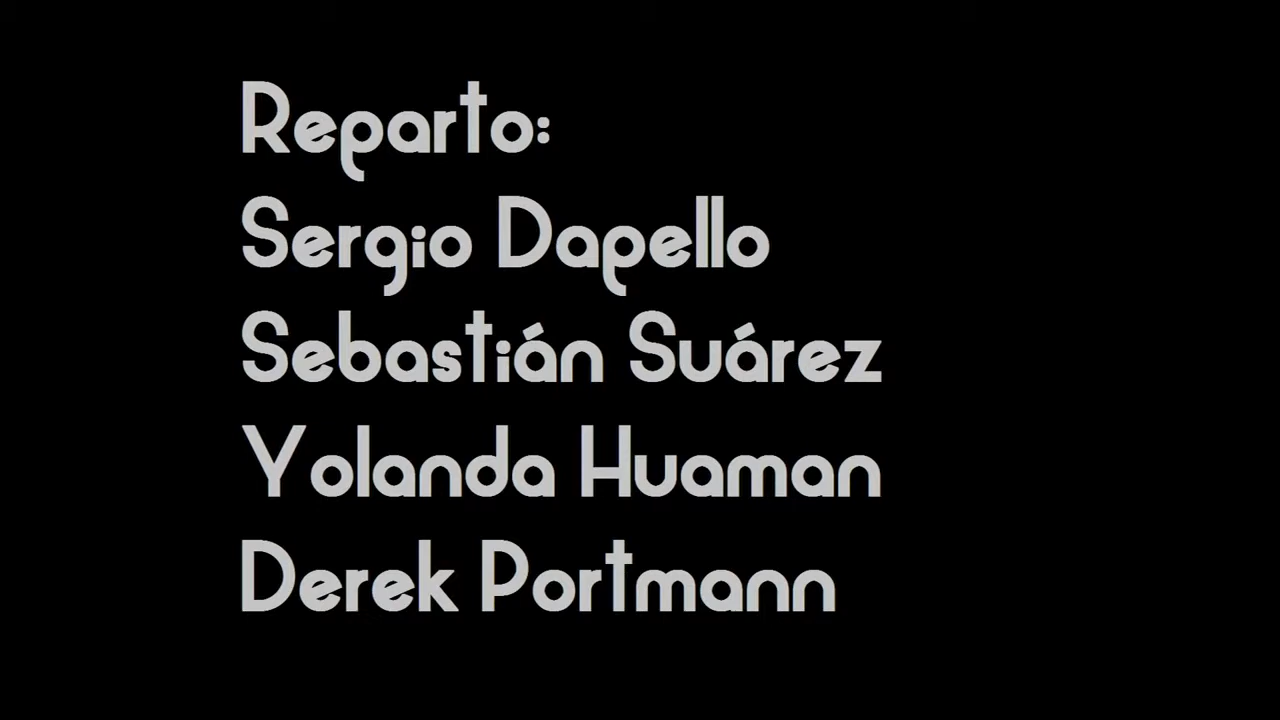 Reparto:
Sergio Dapello
Sebastián Suárez
Yolanda Huaman
Derek Portmann